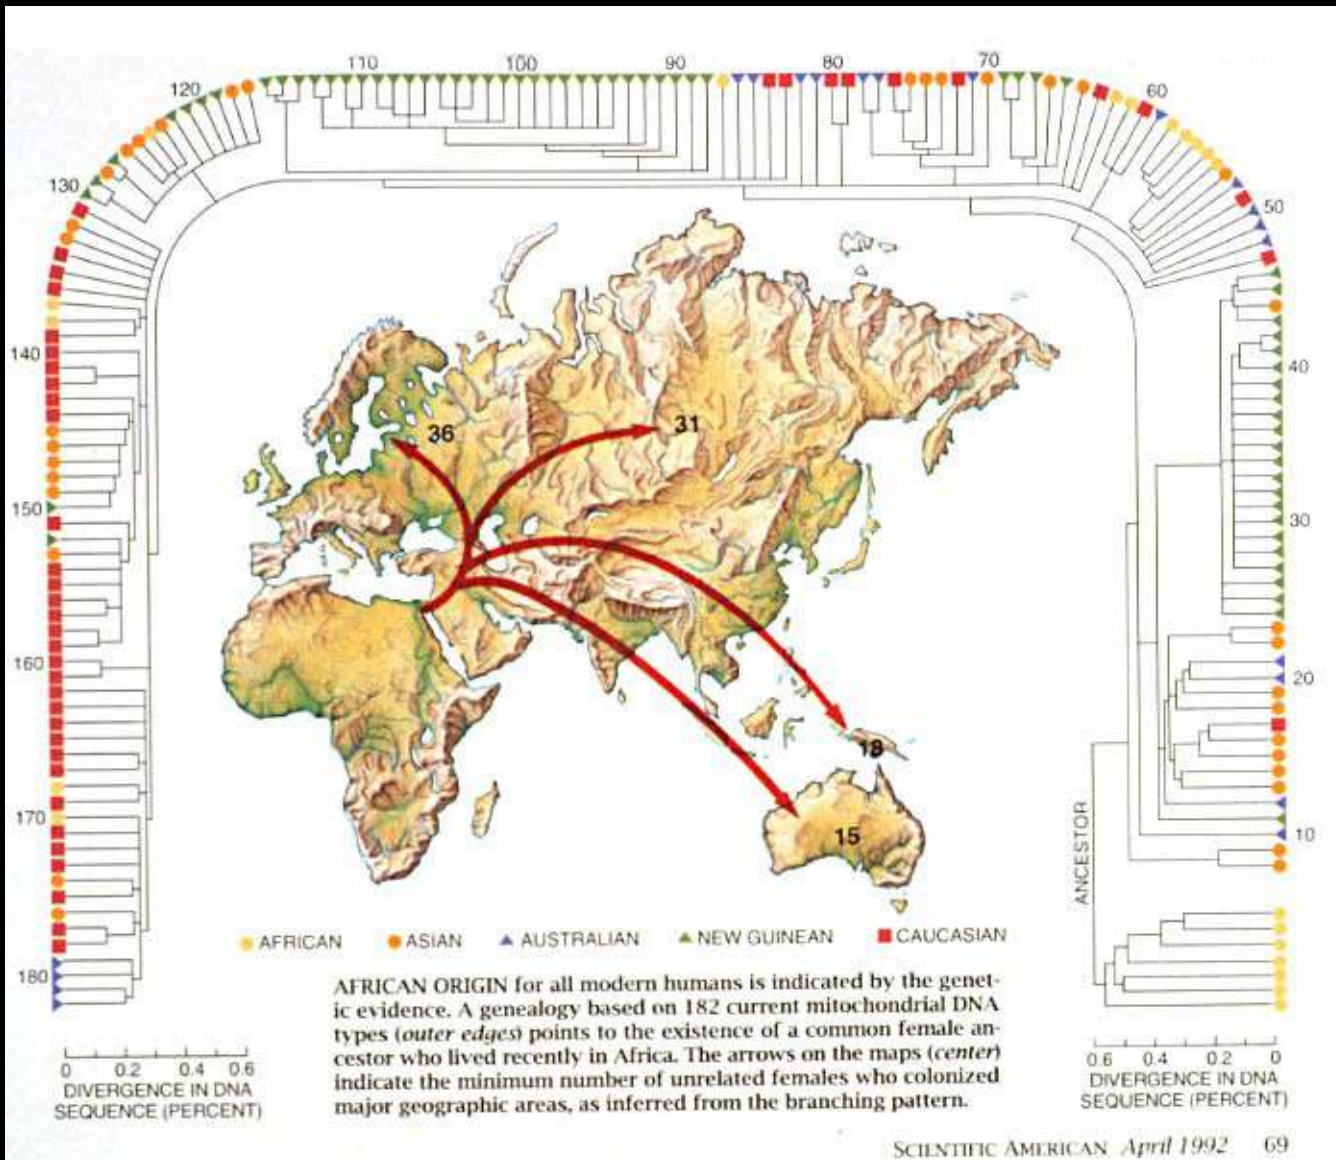 110 100 90 80 70
120 60
130 50
140 40
150 30
160 20
170 10
180
36 31
18
15
ANCESTOR
AFRICAN ASIAN AUSTRALIAN NEW GUINEAN CAUCASIAN
AFRICAN ORIGIN for all modern humans is indicated by the genet-
ic evidence. A genealogy based on 182 current mitochondrial DNA
types (outer edges) points to the existence of a common female an-
cestor who lived recently in Africa. The arrows on the maps (center)
indicate the minimum number of unrelated females who colonized
major geographic areas, as inferred from the branching pattern.
0 0.2 0.4 0.6
DIVERGENCE IN DNA
SEQUENCE (PERCENT)
0.6 0.4 0.2 0
DIVERGENCE IN DNA
SEQUENCE (PERCENT)
SCIENTIFIC AMERICAN April 1992 69